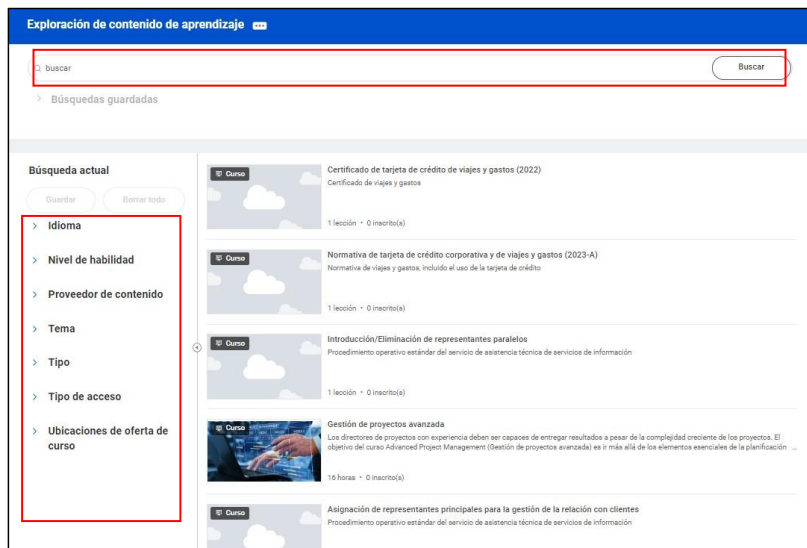 Exploración de contenido de aprendizaje
buscar
Buscar
Búsquedas guardadas
Búsqueda actual
Guardar
Borrar todo
Idioma
Nivel de habilidad
Proveedor de contenido
Tema
Tipo
Tipo de acceso
Ubicaciones de oferta de
curso
Curso
Certificado de tarjeta de crédito de viajes y gastos (2022)
Certificado de viajes y gastos
1 lección • 0 inscrito(s)
Curso
Normativa de tarjeta de crédito corporativa y de viajes y gastos (2023-A)
Normativa de viajes y gastos, incluido el uso de la tarjeta de crédito
1 lección • 0 inscrito(s)
Curso
Introducción/Eliminación de representantes paralelos
Procedimiento operativo estándar del servicio de asistencia técnica de servicios de información
1 lección • 0 inscrito(s)
Curso
Gestión de proyectos avanzada
Los directores de proyectos con experiencia deben ser capaces de entregar resultados a pesar de la complejidad creciente de los proyectos. El
objetivo del curso Advanced Project Management (Gestión de proyectos avanzada) es ir más allá de los elementos esenciales de la planificación ...
16 horas • 0 inscrito(s)
Curso
Asignación de representantes principales para la gestión de la relación con clientes
Procedimiento operativo estándar del servicio de asistencia técnica de servicios de información